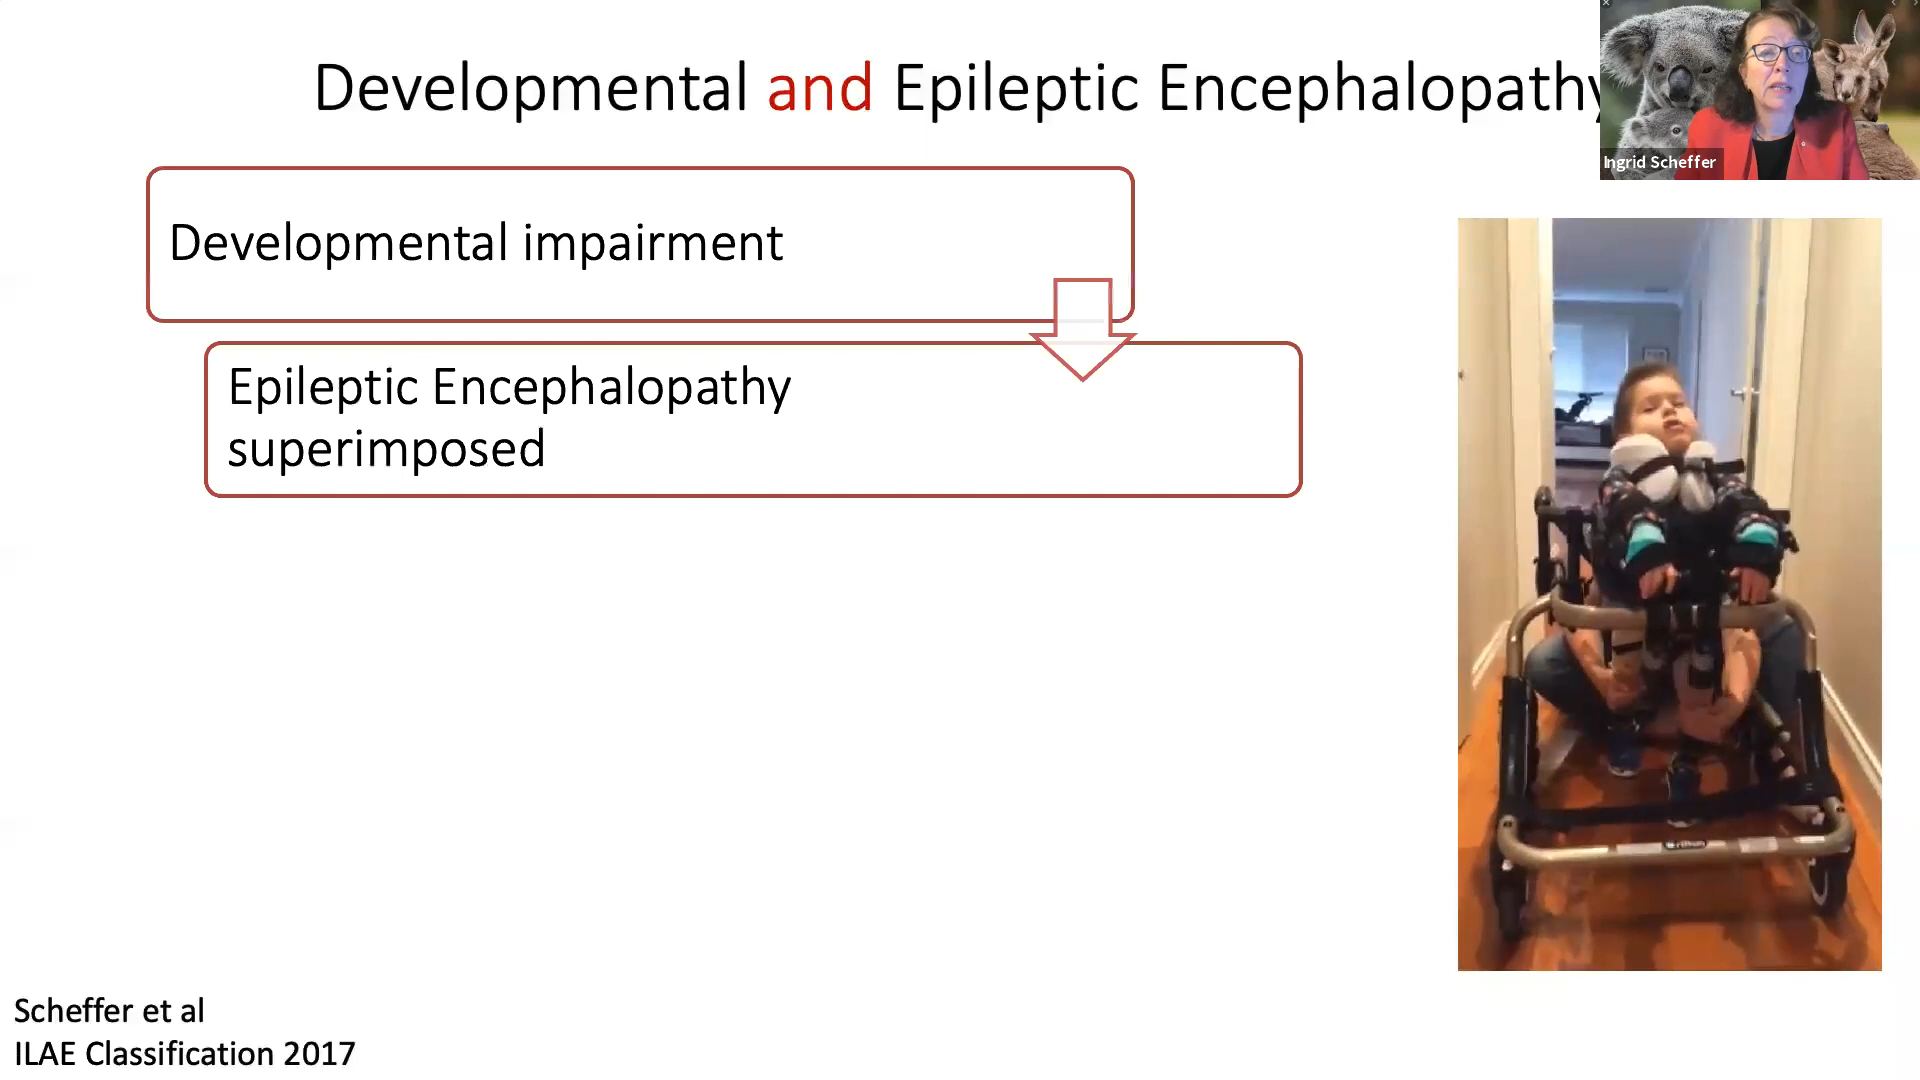 Developmental and Epileptic Encephalopathy
Ingrid Scheffer
Developmental impairment
Epileptic Encephalopathy
superimposed
Scheffer et al
ILAE Classification 2017